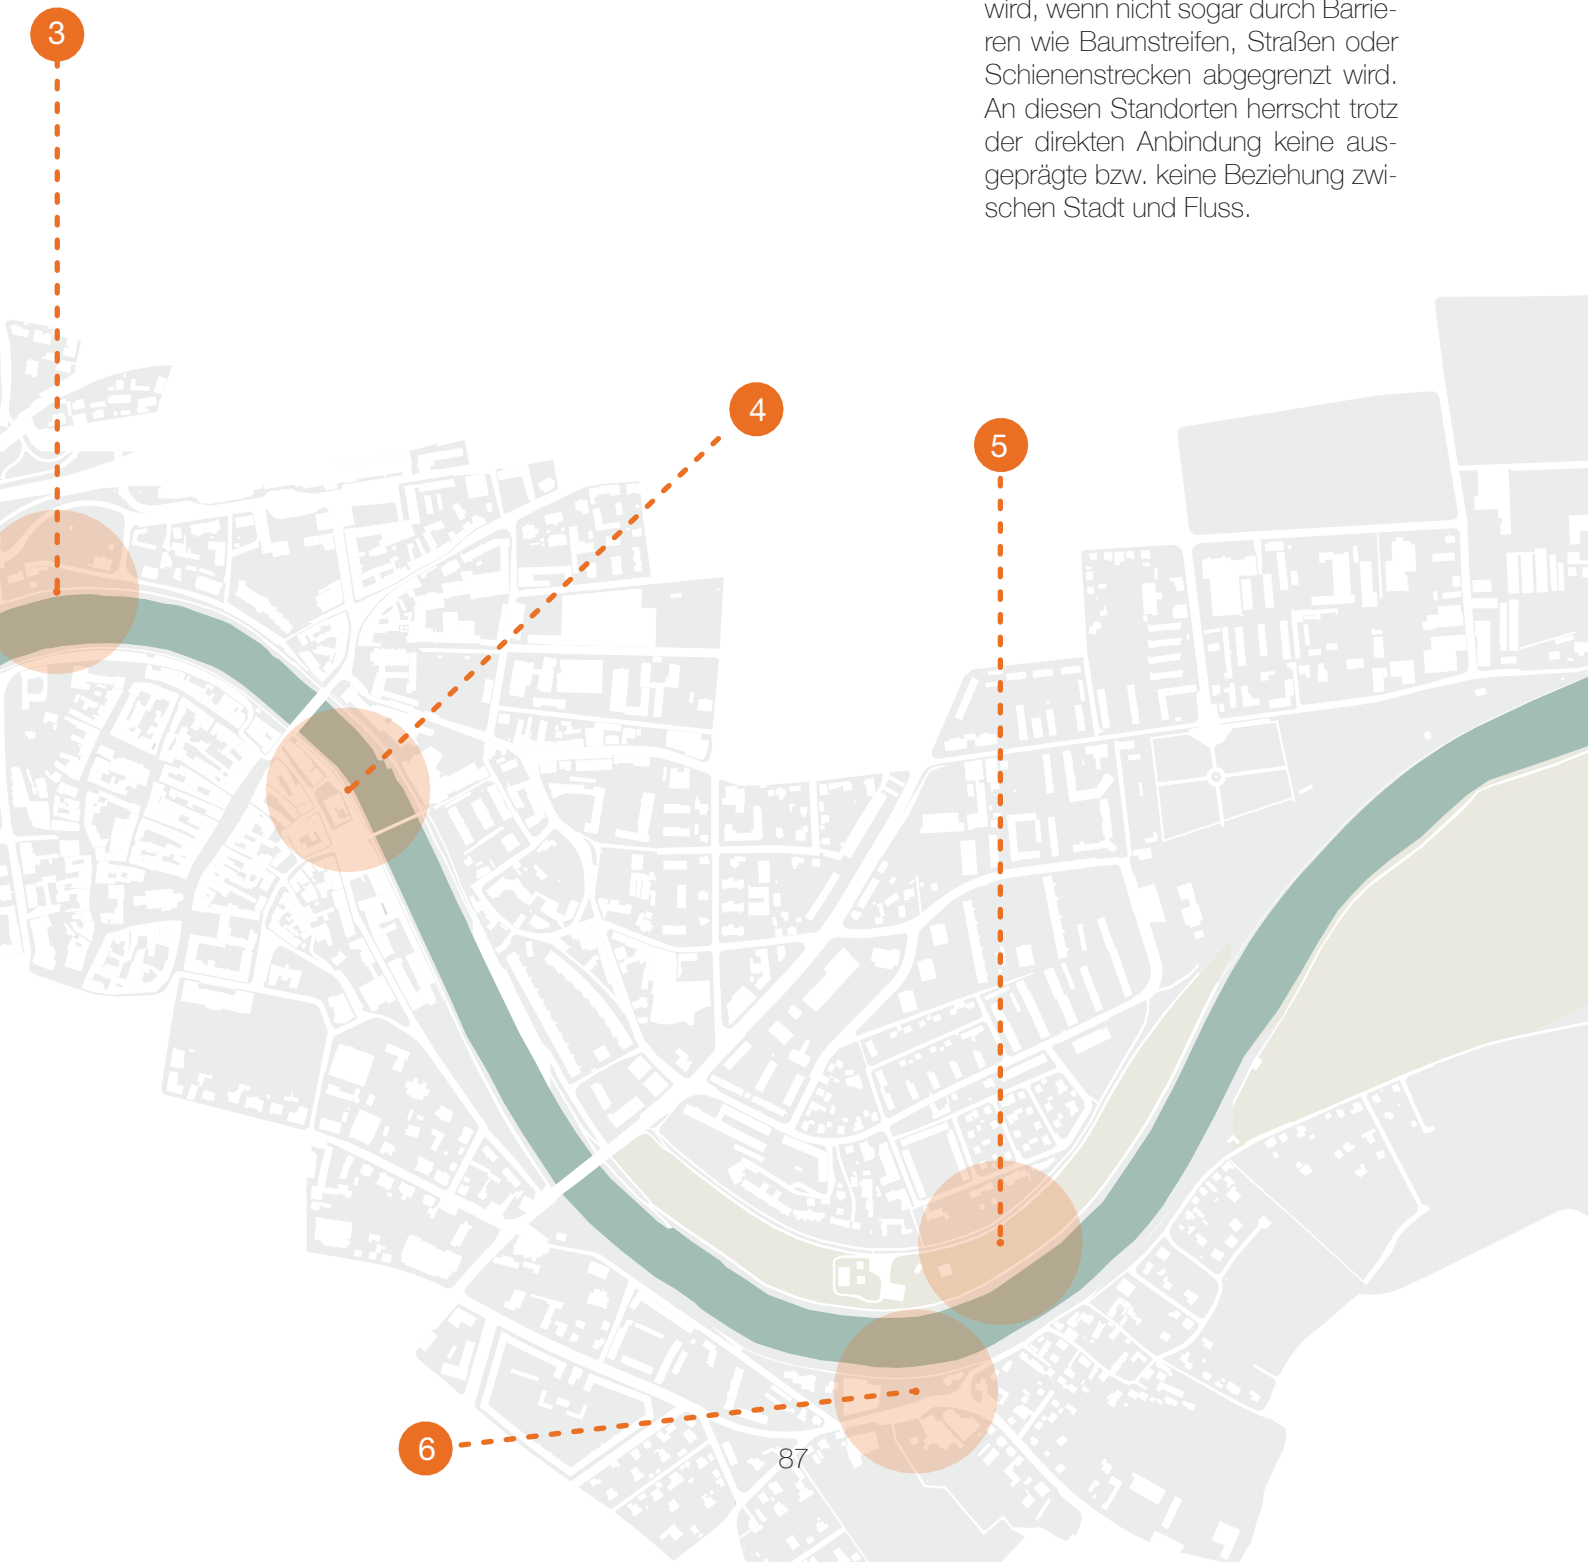 wird, wenn nicht sogar durch Barrie-
ren wie Baumstreifen, Straßen oder
Schienenstrecken abgegrenzt wird.
An diesen Standorten herrscht trotz
der direkten Anbindung keine aus-
geprägte bzw. keine Beziehung zwi-
schen Stadt und Fluss.
3
4
5
6
87